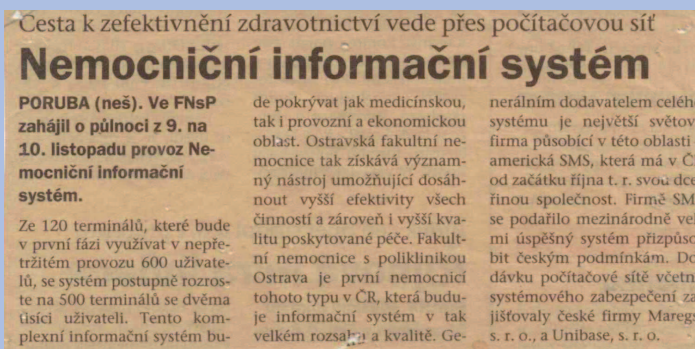 Cesta k zefektivnění zdravotnictví vede přes počítačovou síť
Nemocniční informační systém
PORUBA (neš). Ve FNsP
zahájil o půlnoci z 9. na
10. listopadu provoz Ne-
mocniční informační
systém.
Ze 120 terminálů, které bude
v první fázi využívat v nepře-
tržitém provozu 600 uživate-
lů, se systém postupně rozros-
te na 500 terminálů se dvěma
tisíci uživateli. Tento kom-
plexní informační systém bu-
de pokrývat jak medicínskou,
tak i provozní a ekonomickou
oblast. Ostravská fakultní ne-
mocnice tak získává význam-
ný nástroj umožňující dosáh-
nout vyšší efektivity všech
činností a zároveň i vyšší kva-
litu poskytované péče. Fakult-
ní nemocnice s poliklinikou
Ostrava je první nemocnicí
tohoto typu v ČR, která budu-
je informační systém v tak
velkém rozsahu a kvalitě. Ge-
nerálním dodavatelem celéh
systému je největší světov
firma působící v této oblasti
americká SMS, která má v Č
od začátku října t. r. svou dce
řinou společnost. Firmě SM
se podařilo mezinárodně vel
mi úspěšný systém přizpůso
bit českým podmínkám. Do
dávku počítačové sítě včetn
systémového zabezpečení za
jišťovaly české firmy Maregs
s. r. o., a Unibase, s. r. o.